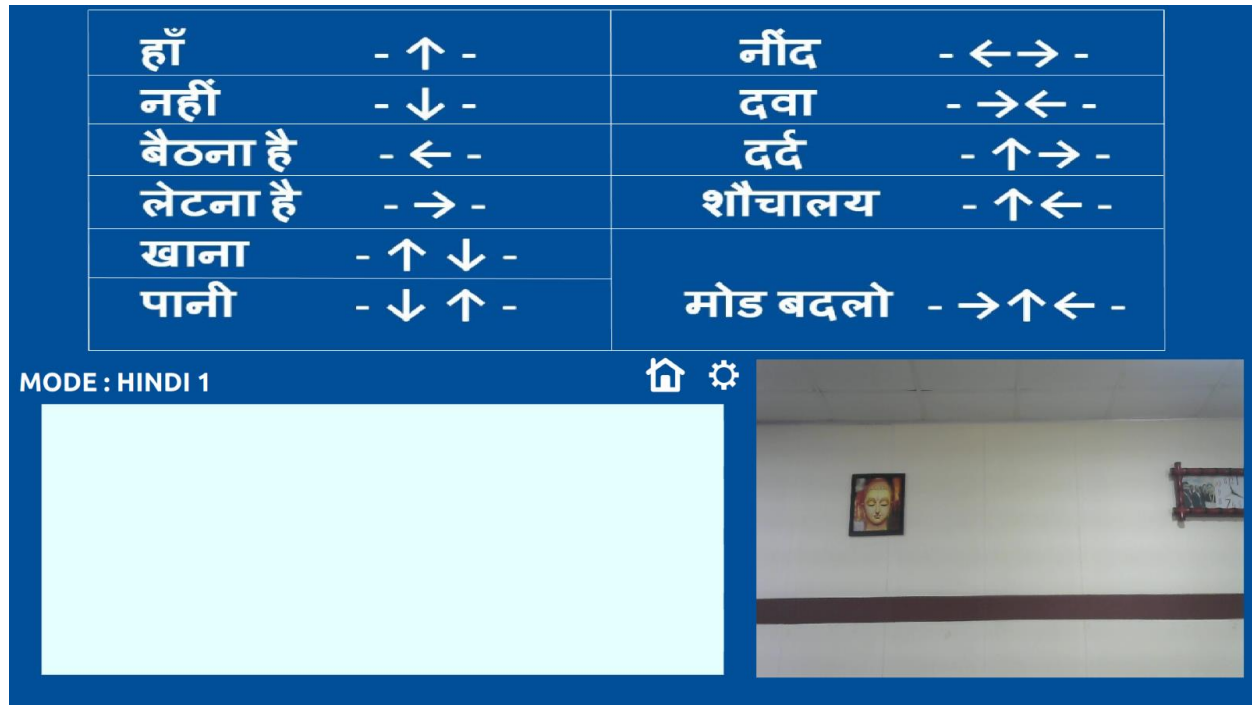 हाँ - ↑ -
नहीं - ↓ -
बैठना है - ← -
लेटना है - → -
खाना - ↑ ↓ -
पानी - ↓ ↑ -
नींद - ←→ -
दवा - →← -
दर्द - ↑→ -
शौचालय - ↑← -
मोड बदलो - →↑← -
MODE : HINDI 1